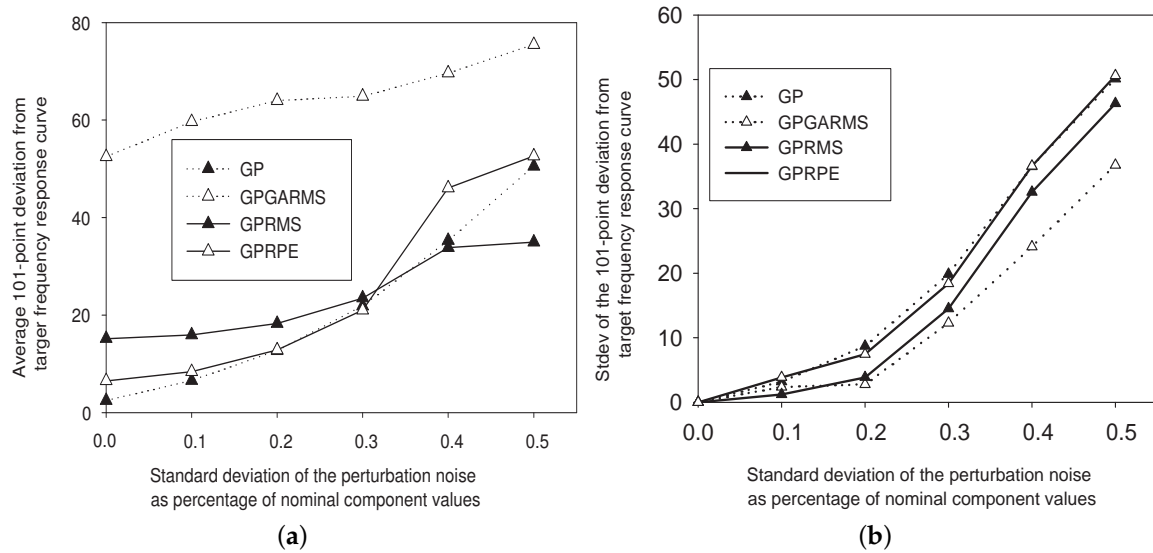 Average 101-point deviation from
targer frequency response curve
80
60
40
20
0
GP
GPGARMS
GPRMS
GPRPE
0.0 0.1 0.2 0.3 0.4 0.5
Standard deviation of the perturbation noise
as percentage of nominal component values
(a)
Stdev of the 101-point deviation from
target frequency response curve
60
50
40
30
20
10
0
GP
GPGARMS
GPRMS
GPRPE
0.0 0.1 0.2 0.3 0.4 0.5
Standard deviation of the perturbation noise
as percentage of nominal component values
(b)